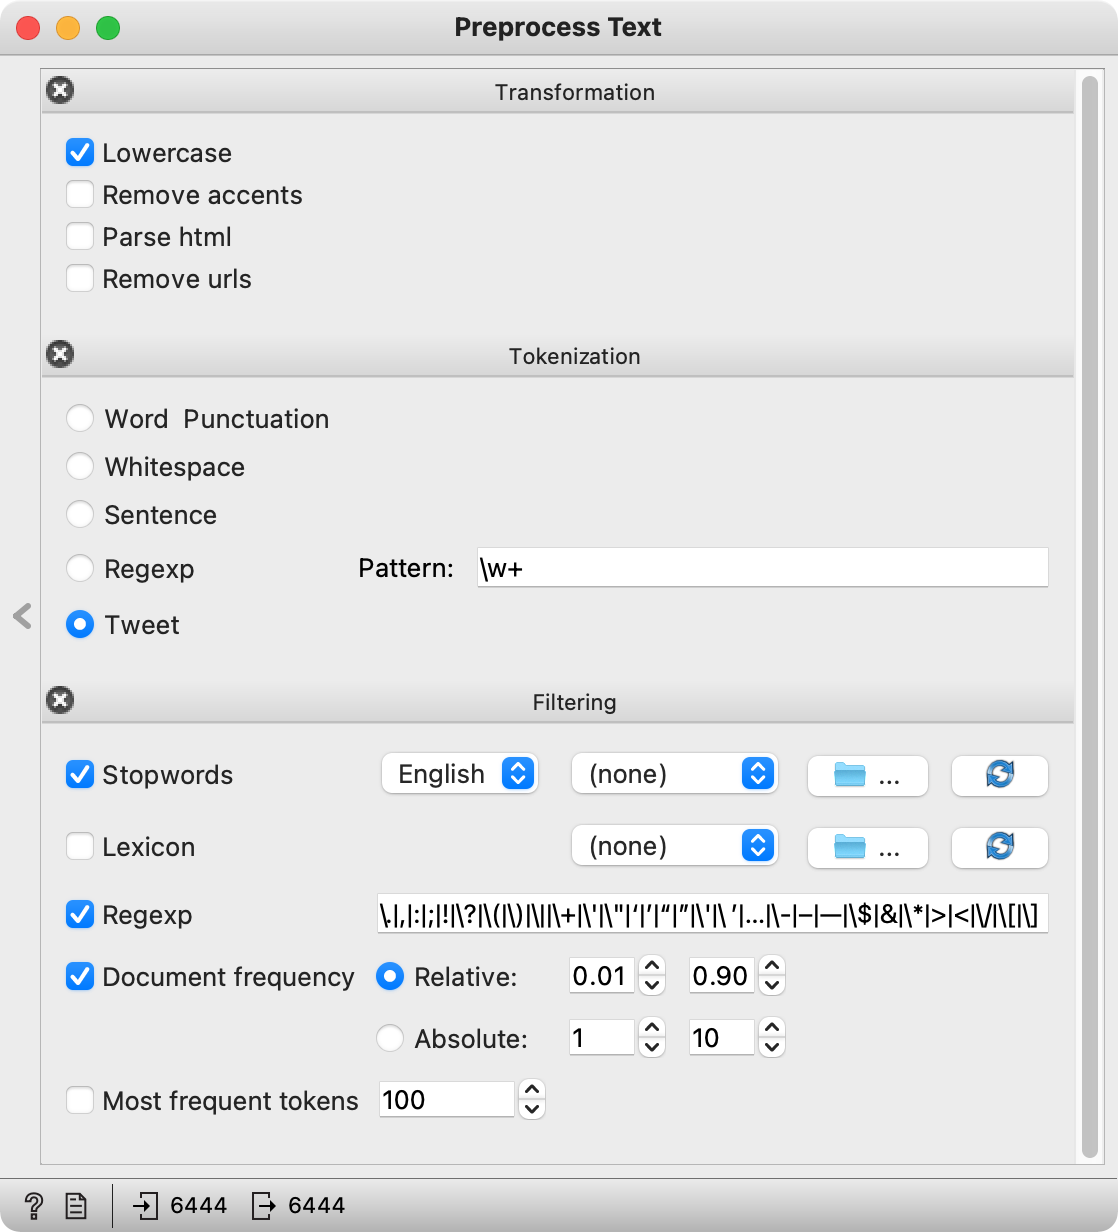 Preprocess Text
Transformation
Lowercase
Remove accents
Parse html
Remove urls
Tokenization
Word Punctuation
Whitespace
Sentence
Regexp Pattern: \w+
Tweet
Filtering
Stopwords English (none) ...
Lexicon (none) ...
Regexp \.|,|:|;|!|\?|\(|\)|\||\+|\'|\"|‘|’|“|”|\'|\ ’|…|\-|–|—|\$|&|\*|>|<|\/|\[|\]
Document frequency Relative: 0.01 0.90
Absolute: 1 10
Most frequent tokens 100
? 6444 6444